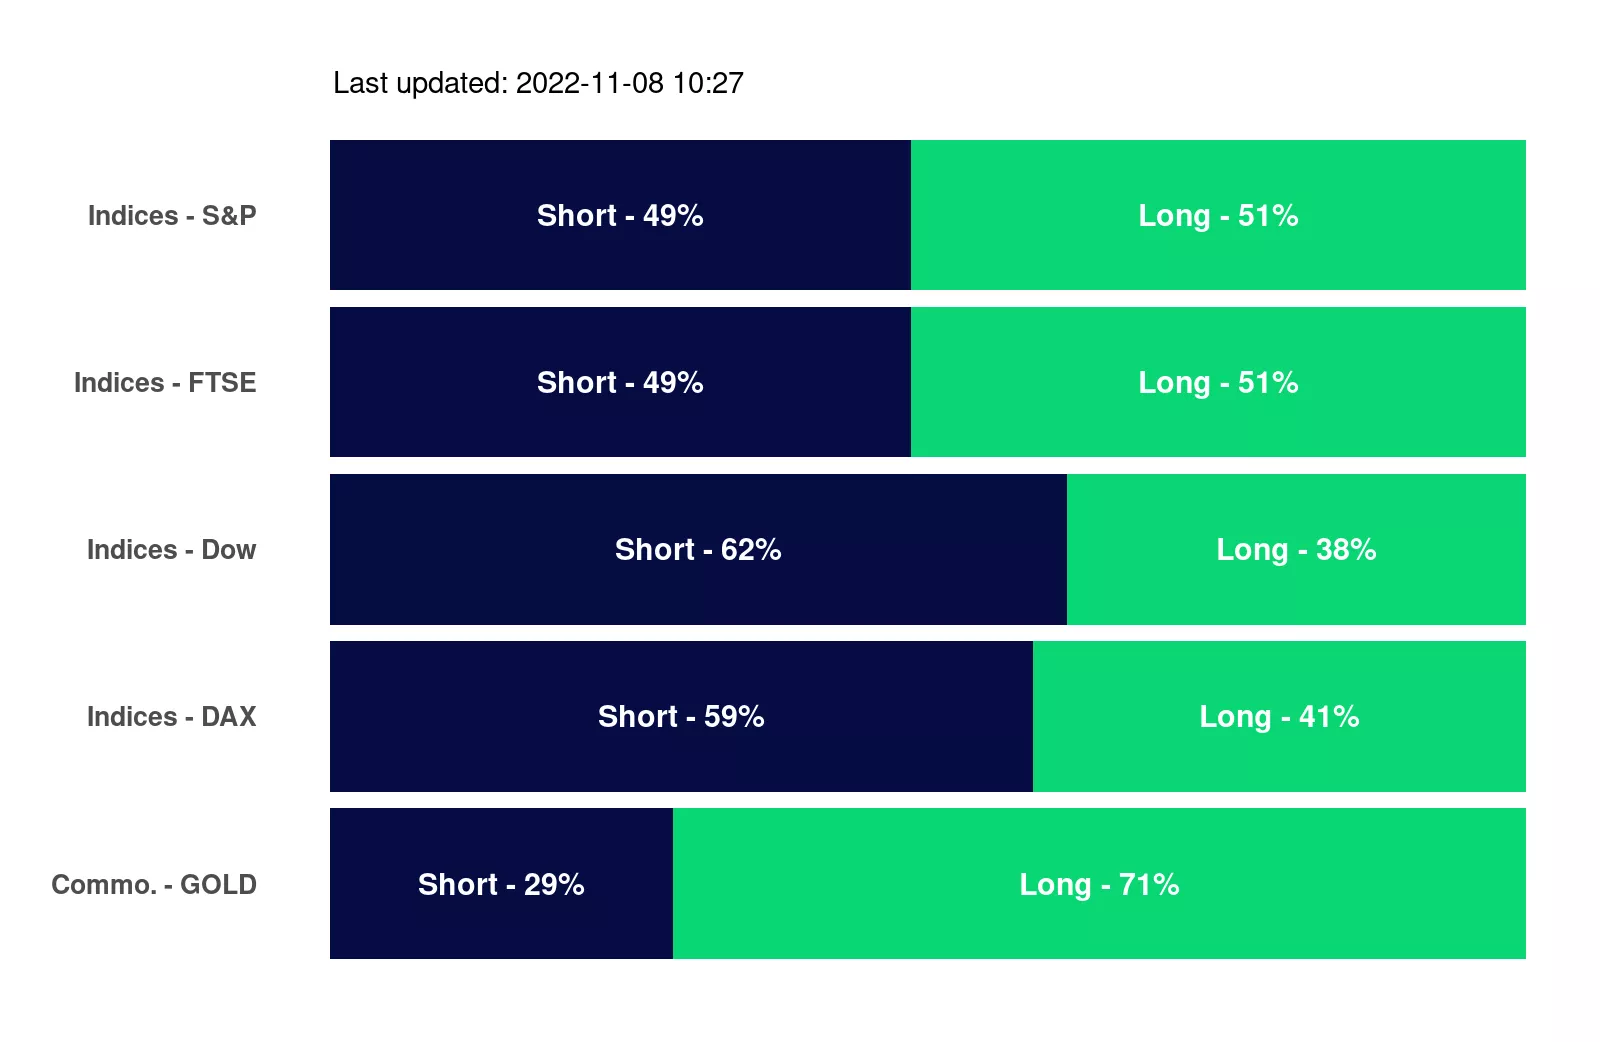 Last updated: 2022-11-08 10:27
Indices - S&P Short - 49% Long - 51%
Indices - FTSE Short - 49% Long - 51%
Indices - Dow Short - 62% Long - 38%
Indices - DAX Short - 59% Long - 41%
Commo. - GOLD Short - 29% Long - 71%